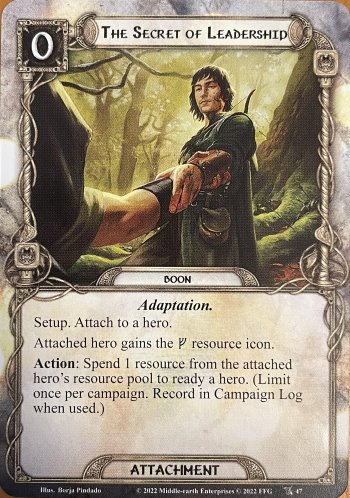 0
The Secret of Leadership
BOON
Adaptation.
Setup. Attach to a hero.
Attached hero gains the ᚠ resource icon.
Action: Spend 1 resource from the attached
hero's resource pool to ready a hero. (Limit
once per campaign. Record in Campaign Log
when used.)
ATTACHMENT
Illus. Borja Pindado © 2022 Middle-earth Enterprises © 2022 FFG 47